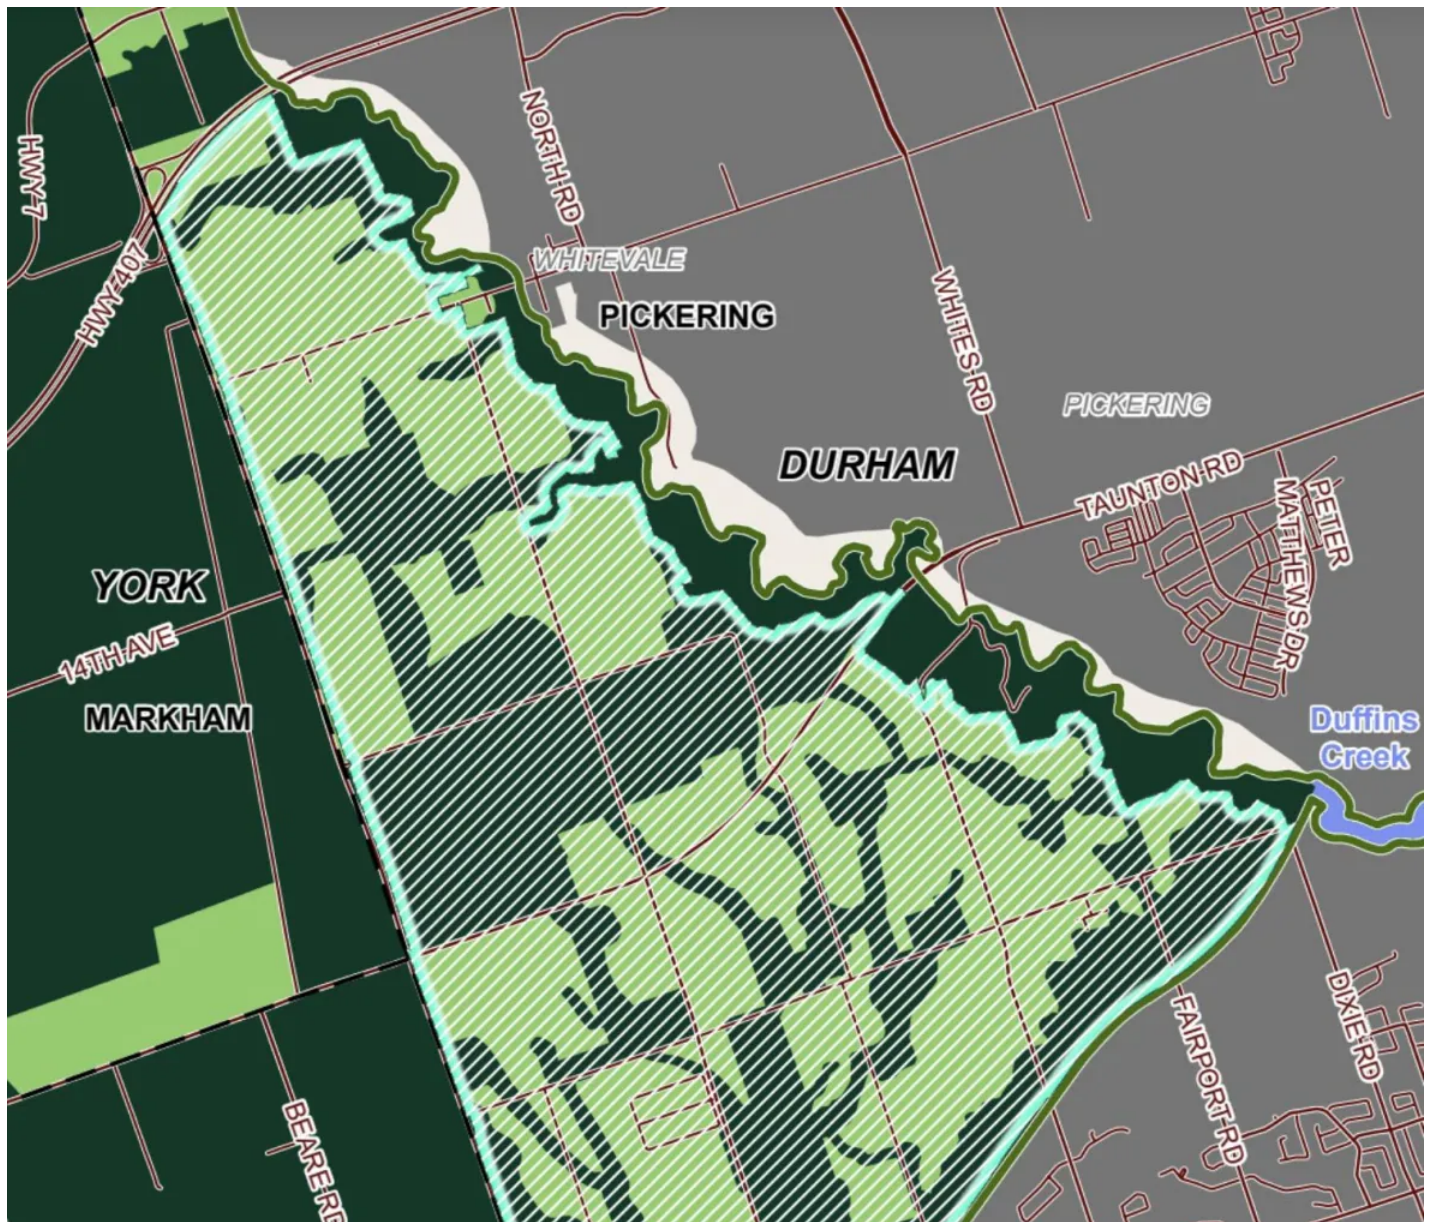 HWY 7
NORTH RD
WHITEVALE
HWY 407
WHITES RD
PICKERING
PICKERING
DURHAM
TAUNTON RD
PETER
MATTHEWS DR
YORK
14TH AVE
MARKHAM
Duffins
Creek
DIXIE RD
FAIRPORT RD
BEARE RD